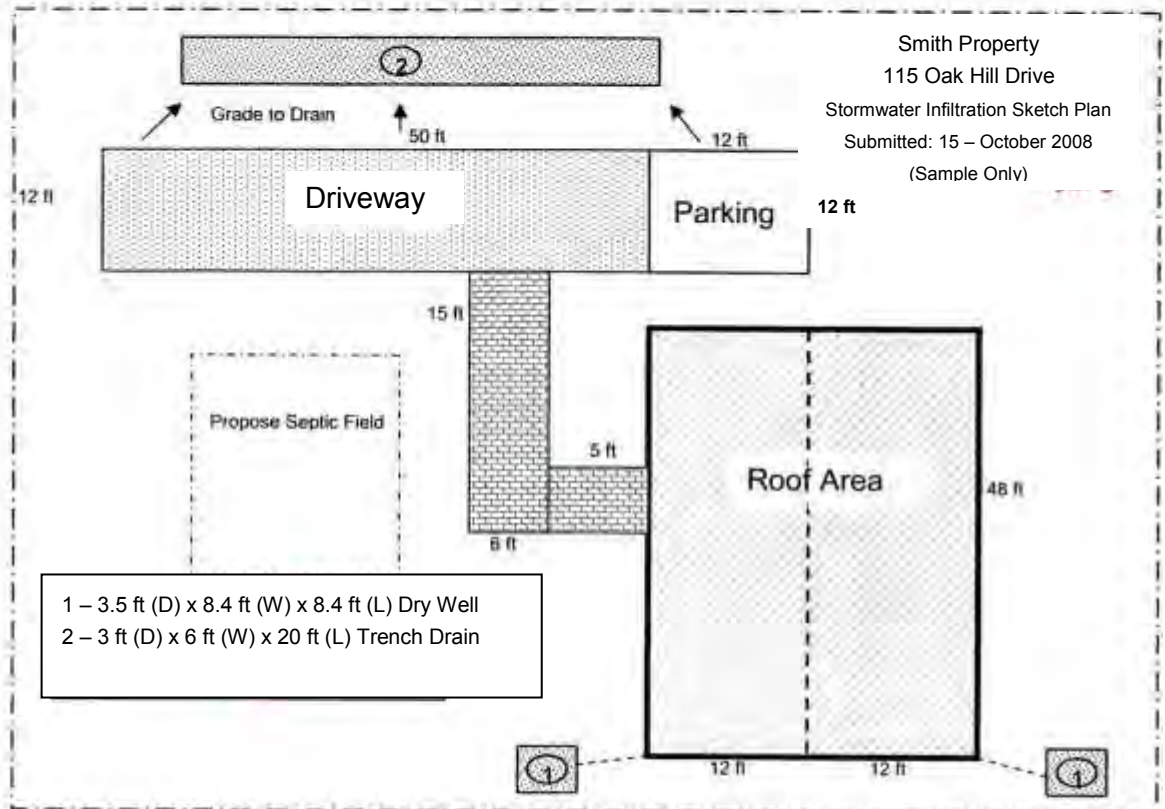 Smith Property
115 Oak Hill Drive
Stormwater Infiltration Sketch Plan
Submitted: 15 – October 2008
(Sample Only)
2
Grade to Drain
50 ft
12 ft
12 ft
Driveway
Parking
12 ft
15 ft
Propose Septic Field
5 ft
Roof Area
48 ft
6 ft
1 – 3.5 ft (D) x 8.4 ft (W) x 8.4 ft (L) Dry Well
2 – 3 ft (D) x 6 ft (W) x 20 ft (L) Trench Drain
1
12 ft
12 ft
1